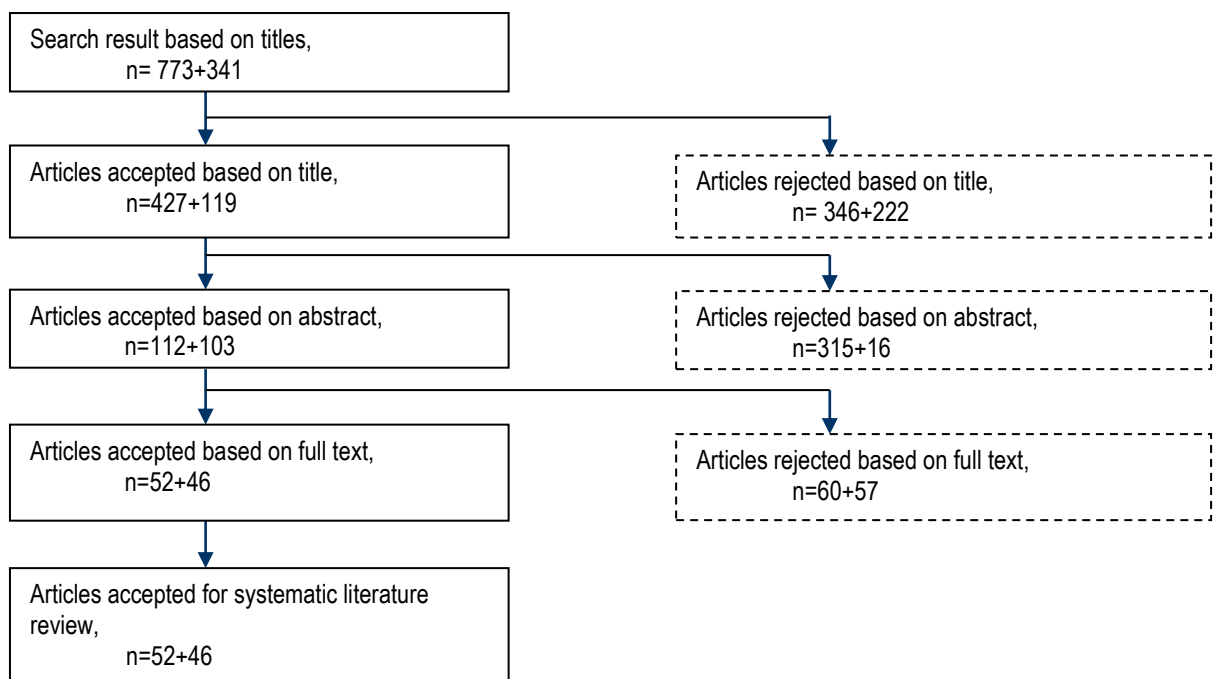 Search result based on titles,
n= 773+341
Articles accepted based on title,
n=427+119
Articles rejected based on title,
n= 346+222
Articles accepted based on abstract,
n=112+103
Articles rejected based on abstract,
n=315+16
Articles accepted based on full text,
n=52+46
Articles rejected based on full text,
n=60+57
Articles accepted for systematic literature
review,
n=52+46